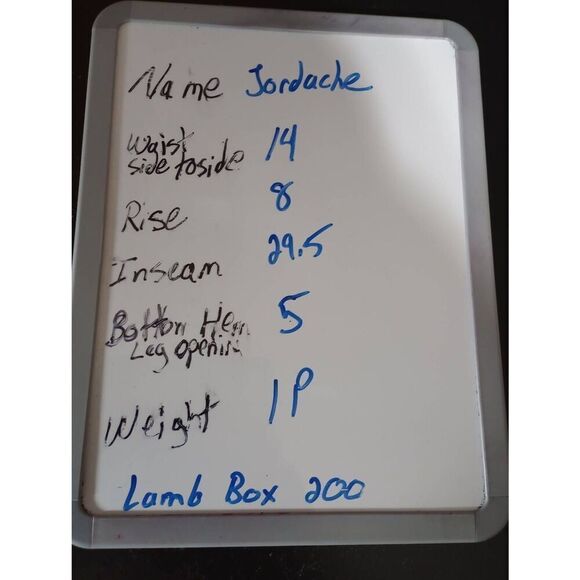 Name Jordache
Waist
side to side 14
Rise 8
Inseam 29.5
Bottom Hem
Leg opening 5
Weight 1P
Lamb Box 200